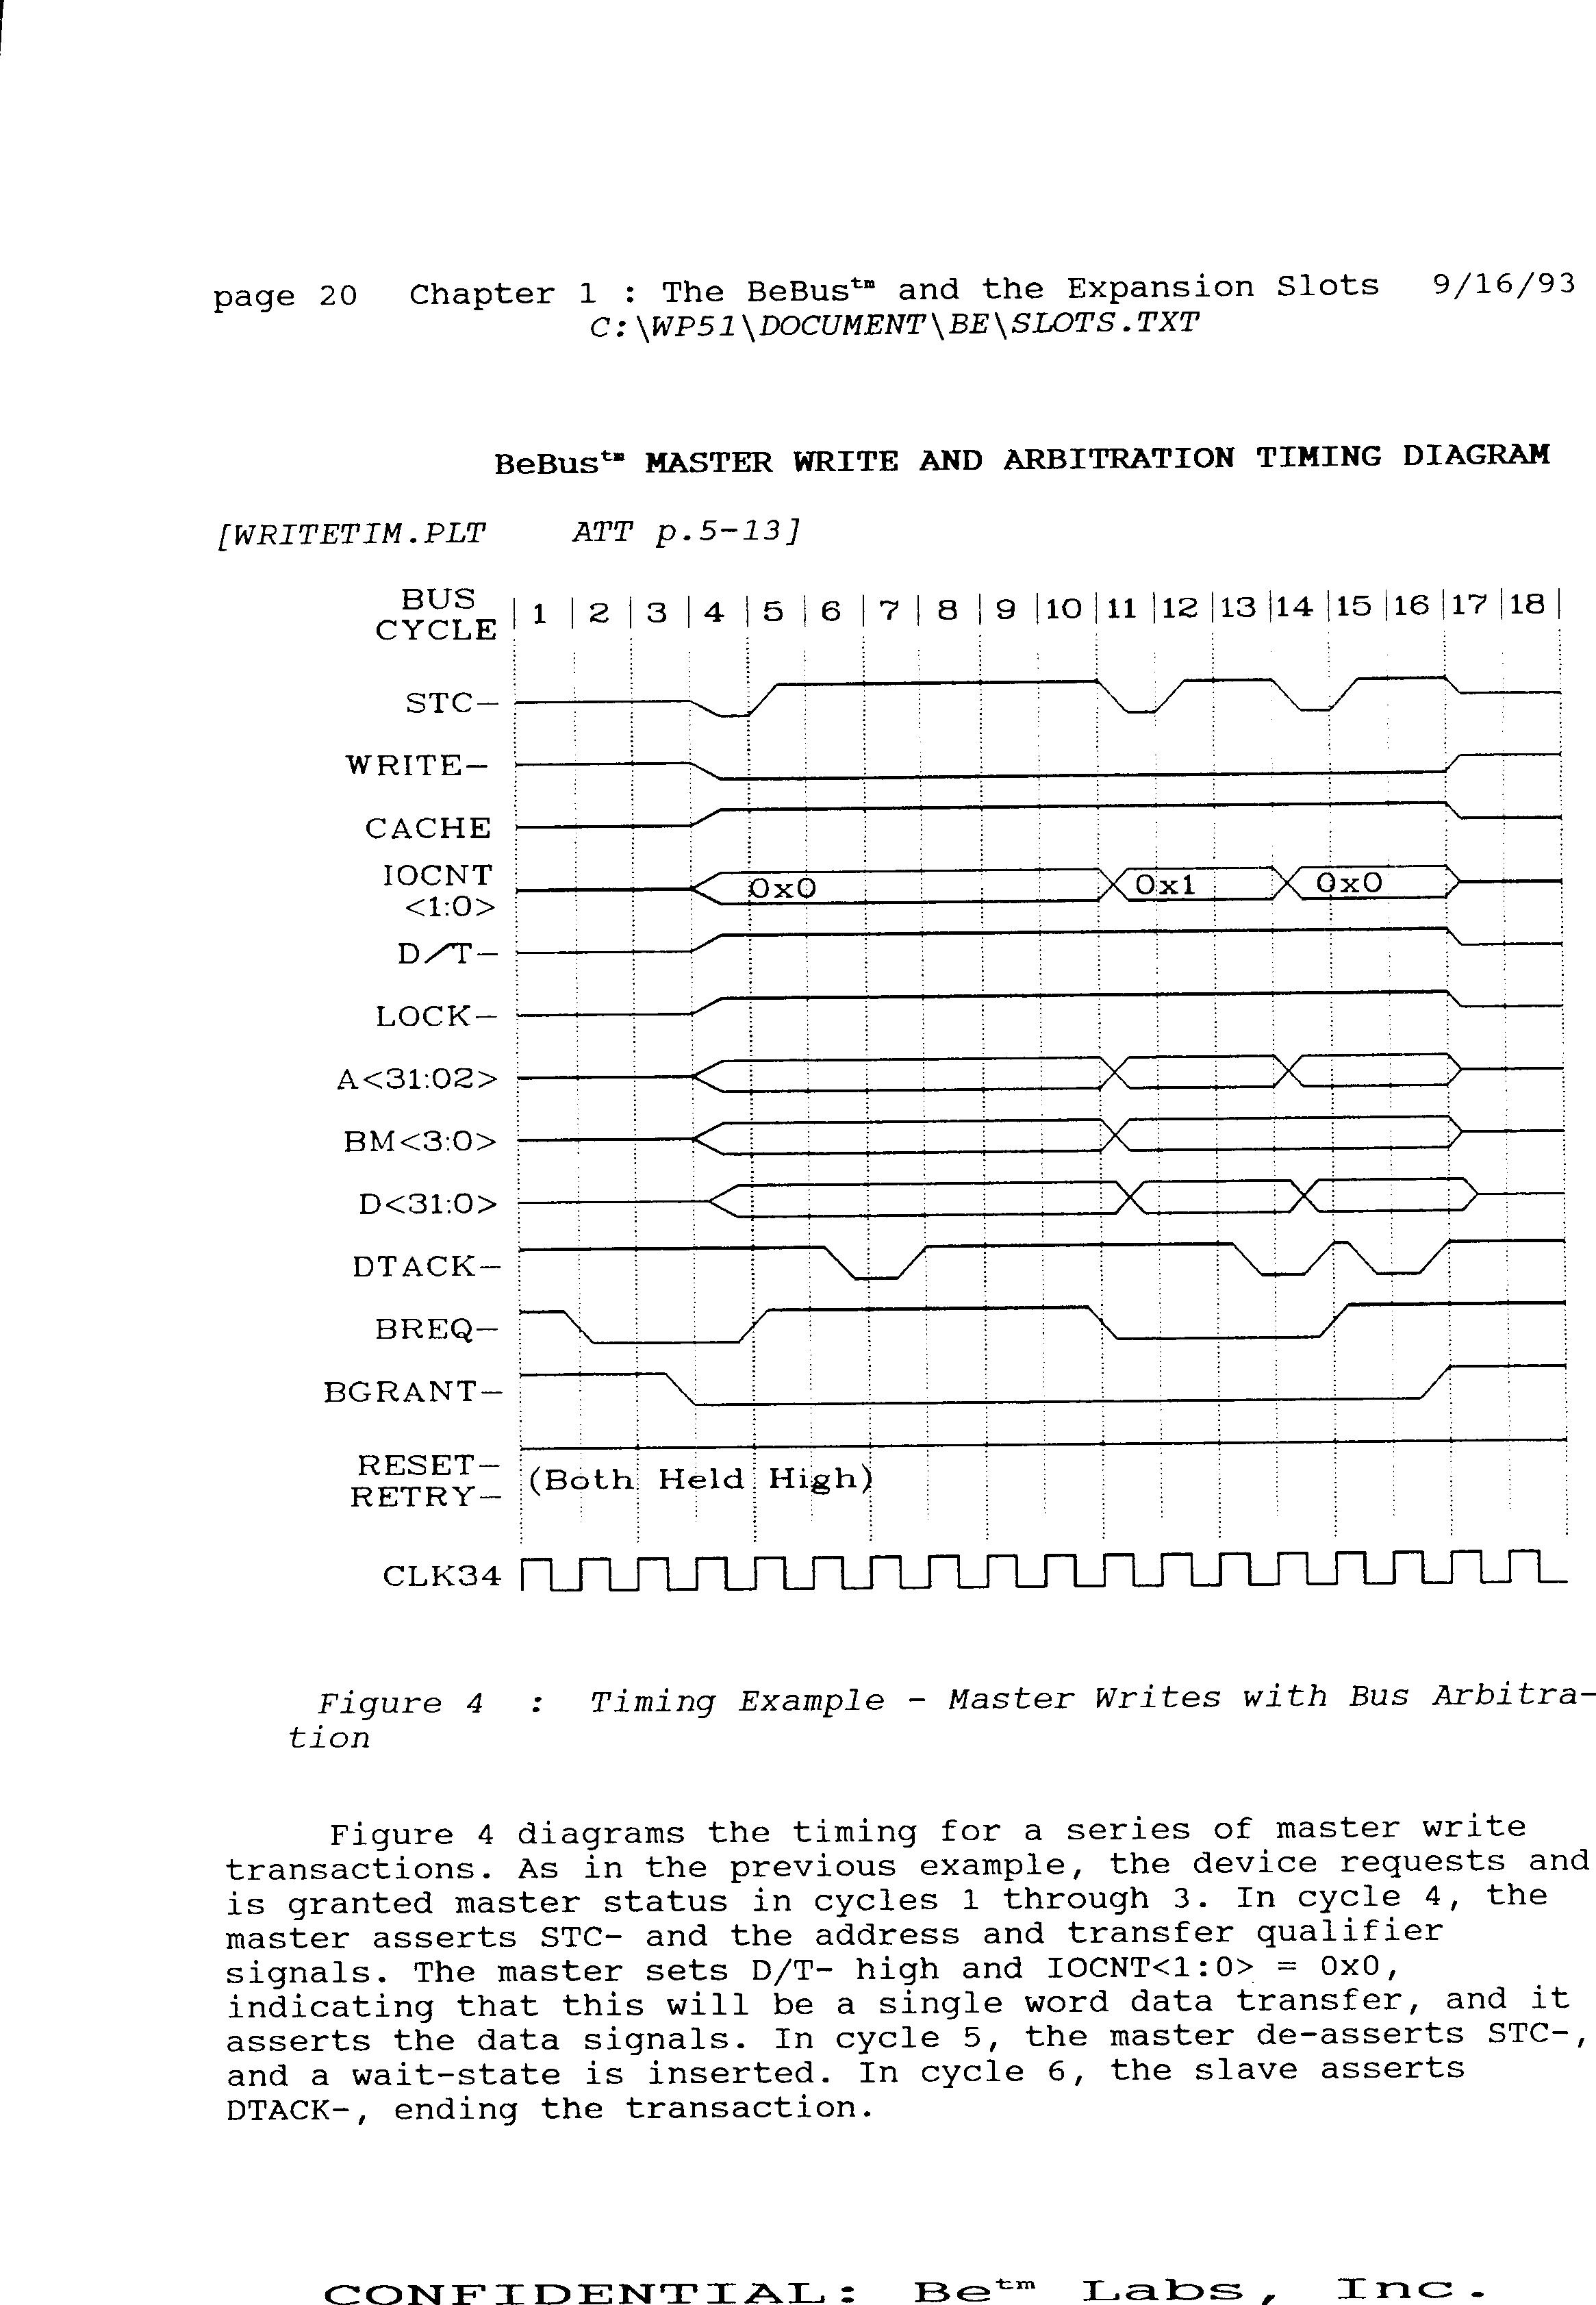 page 20 Chapter 1 : The BeBus™ and the Expansion Slots 9/16/93
C:\WP51\DOCUMENT\BE\SLOTS.TXT
BeBus™ MASTER WRITE AND ARBITRATION TIMING DIAGRAM
[WRITETIM.PLT ATT p.5-13]
BUS
CYCLE
| 1 | 2 | 3 | 4 | 5 | 6 | 7 | 8 | 9 |10 |11 |12 |13 |14 |15 |16 |17 |18 |
STC-
WRITE-
CACHE
IOCNT
<1:0>
0x0 0x1 0x0
D/T-
LOCK-
A<31:02>
BM<3:0>
D<31:0>
DTACK-
BREQ-
BGRANT-
RESET-
RETRY-
(Both Held High)
CLK34
Figure 4 : Timing Example - Master Writes with Bus Arbitra-
tion
Figure 4 diagrams the timing for a series of master write
transactions. As in the previous example, the device requests and
is granted master status in cycles 1 through 3. In cycle 4, the
master asserts STC- and the address and transfer qualifier
signals. The master sets D/T- high and IOCNT<1:0> = 0x0,
indicating that this will be a single word data transfer, and it
asserts the data signals. In cycle 5, the master de-asserts STC-,
and a wait-state is inserted. In cycle 6, the slave asserts
DTACK-, ending the transaction.
CONFIDENTIAL: Be™ Labs, Inc.